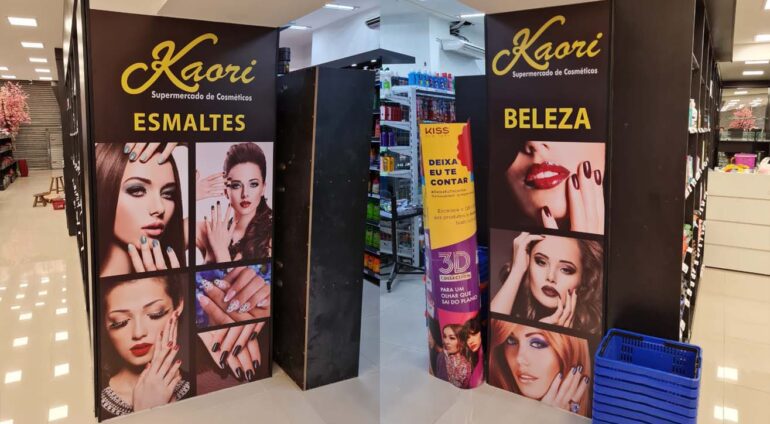 Kaori
Supermercado de Cosméticos
ESMALTES
KISS
DEIXA
EU TE
CONTAR
3D
PARA UM
OLHAR QUE
SAI DO PLANO
Kaori
Supermercado de Cosméticos
BELEZA